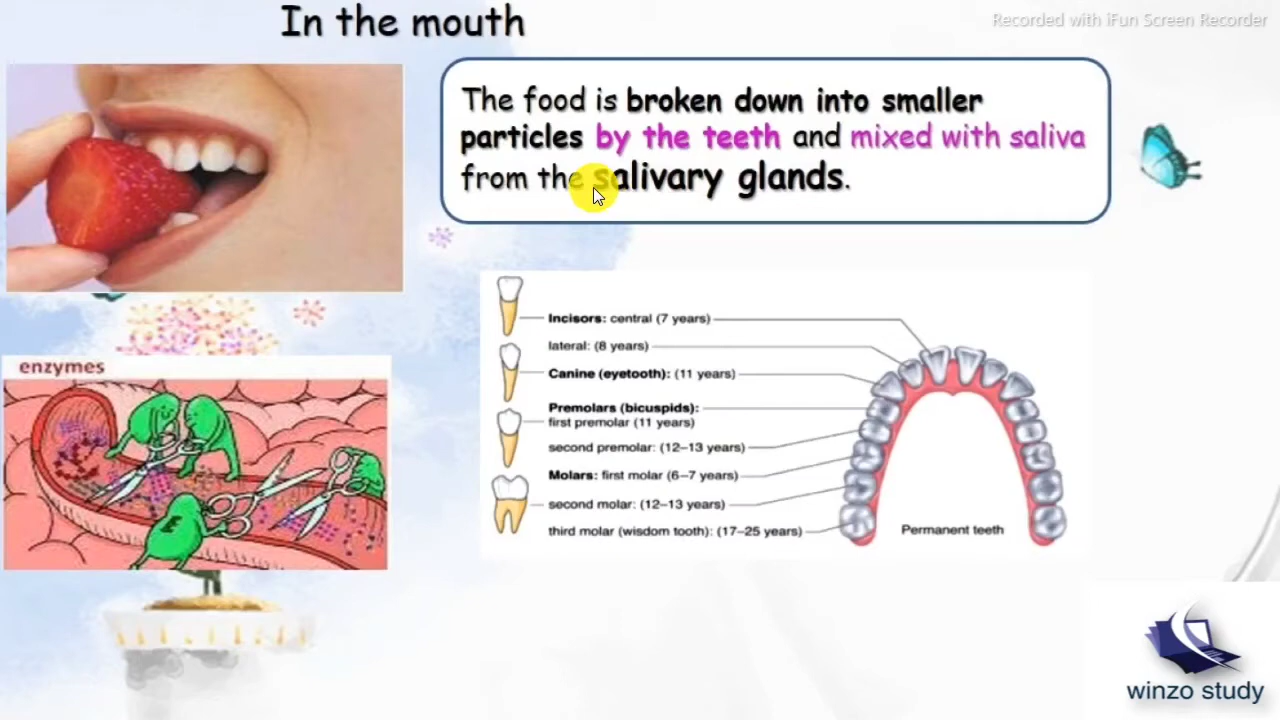 In the mouth
Recorded with iFun Screen Recorder
The food is broken down into smaller
particles by the teeth and mixed with saliva
from the salivary glands.
enzymes
E
Incisors: central (7 years)
lateral: (8 years)
Canine (eyetooth): (11 years)
Premolars (bicuspids):
first premolar (11 years)
second premolar: (12–13 years)
Molars: first molar (6–7 years)
second molar: (12–13 years)
third molar (wisdom tooth): (17–25 years)
Permanent teeth
winzo study